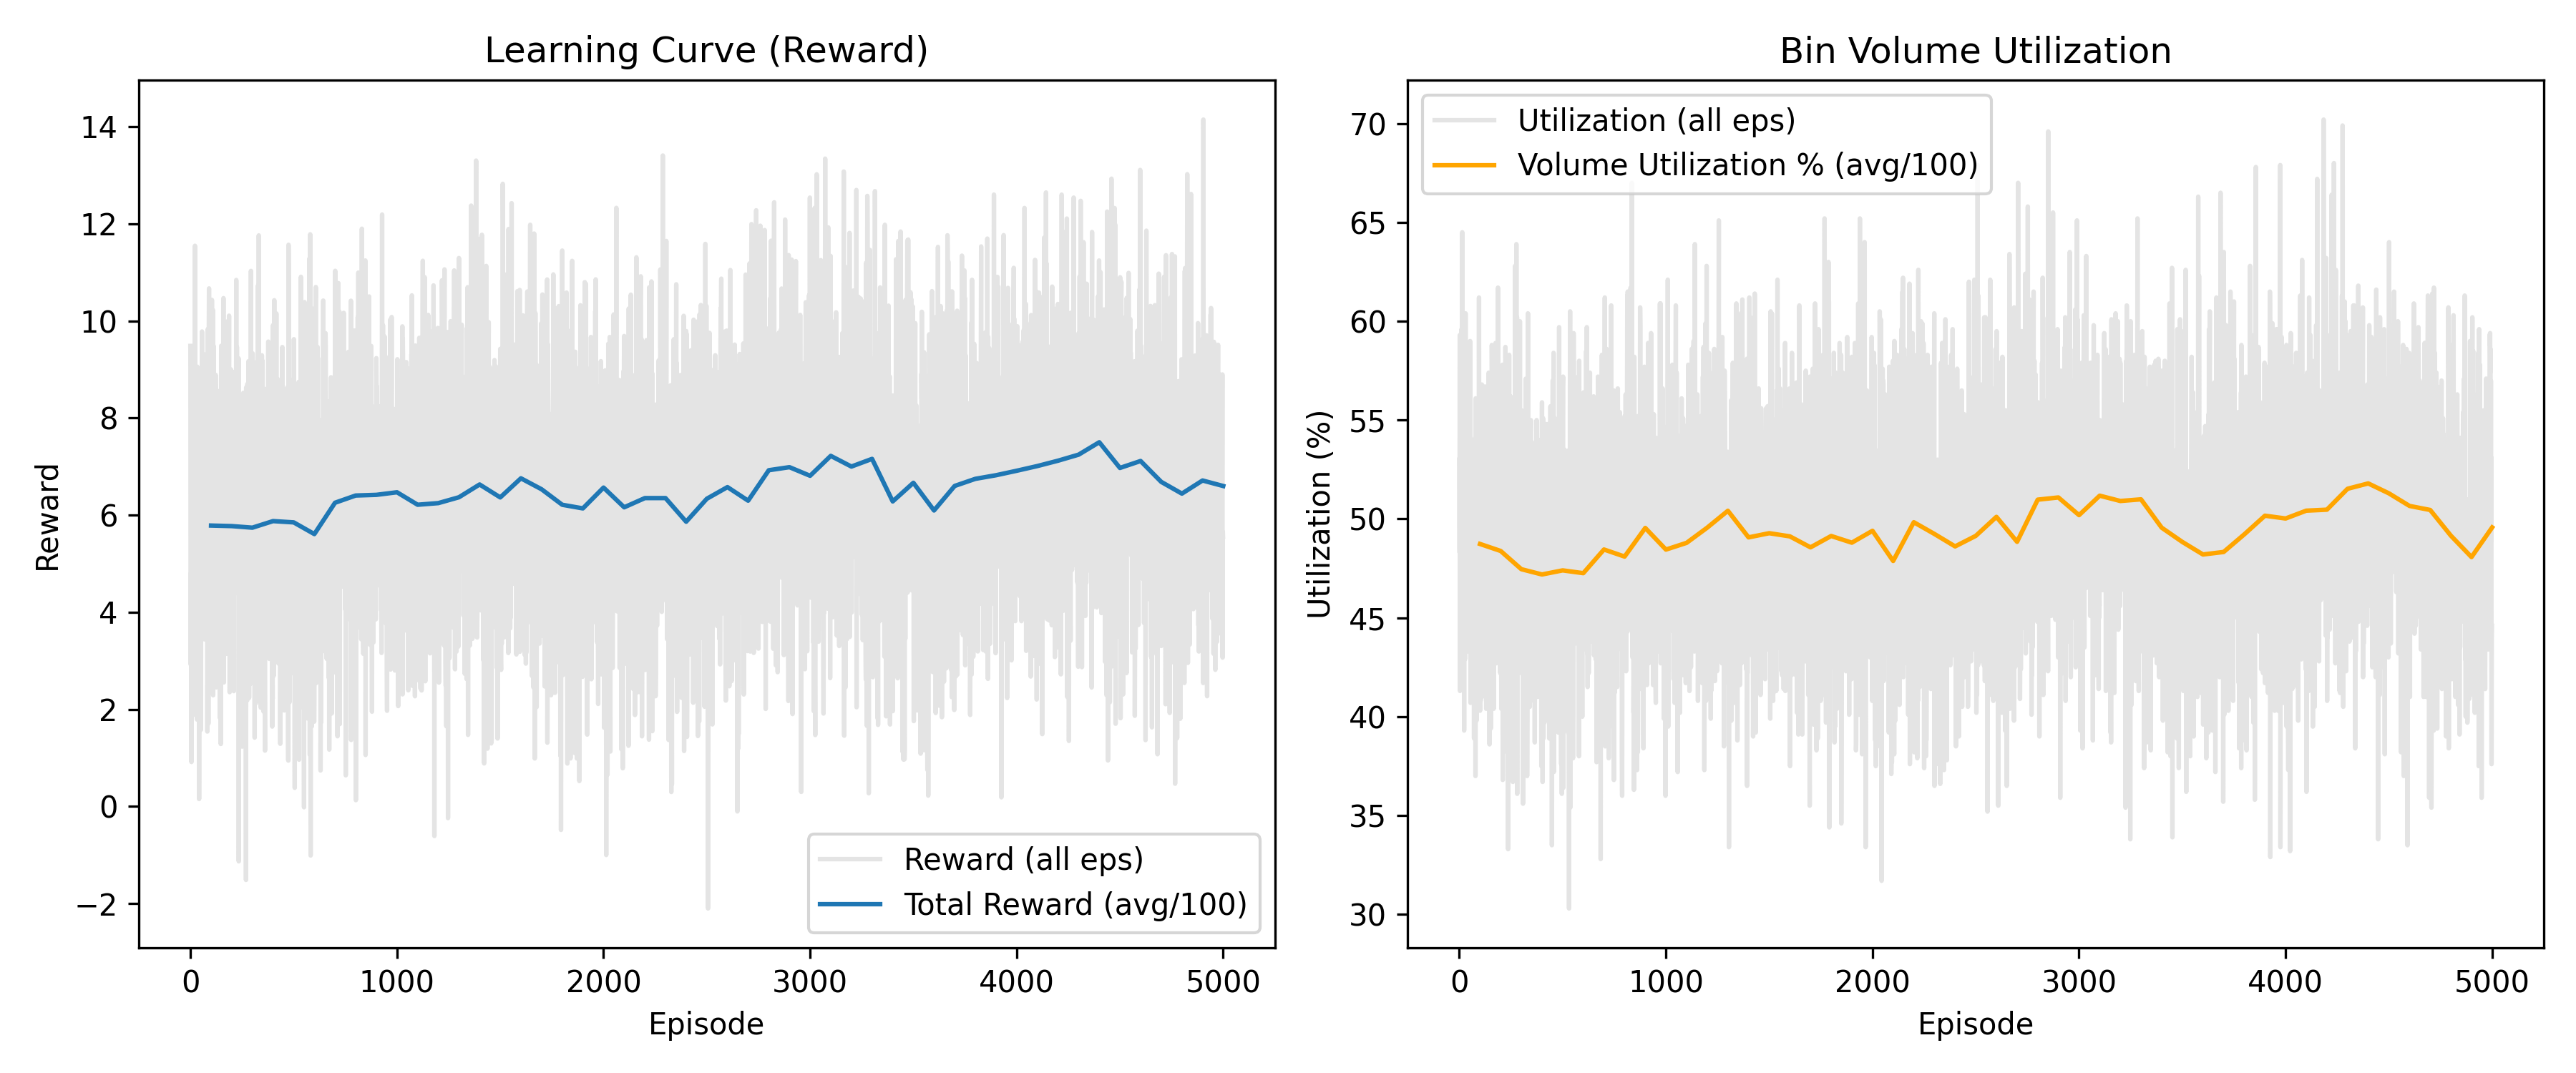 Learning Curve (Reward)
14
12
10
8
6
4
2
0
−2
Reward
Reward (all eps)
Total Reward (avg/100)
0 1000 2000 3000 4000 5000
Episode
Bin Volume Utilization
Utilization (all eps)
Volume Utilization % (avg/100)
70
65
60
55
50
45
40
35
30
Utilization (%)
0 1000 2000 3000 4000 5000
Episode